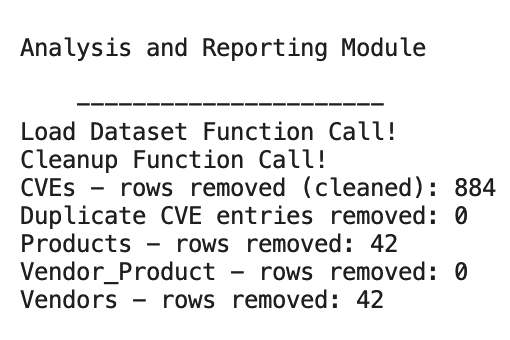 Analysis and Reporting Module
______________________
Load Dataset Function Call!
Cleanup Function Call!
CVEs – rows removed (cleaned): 884
Duplicate CVE entries removed: 0
Products – rows removed: 42
Vendor_Product – rows removed: 0
Vendors – rows removed: 42